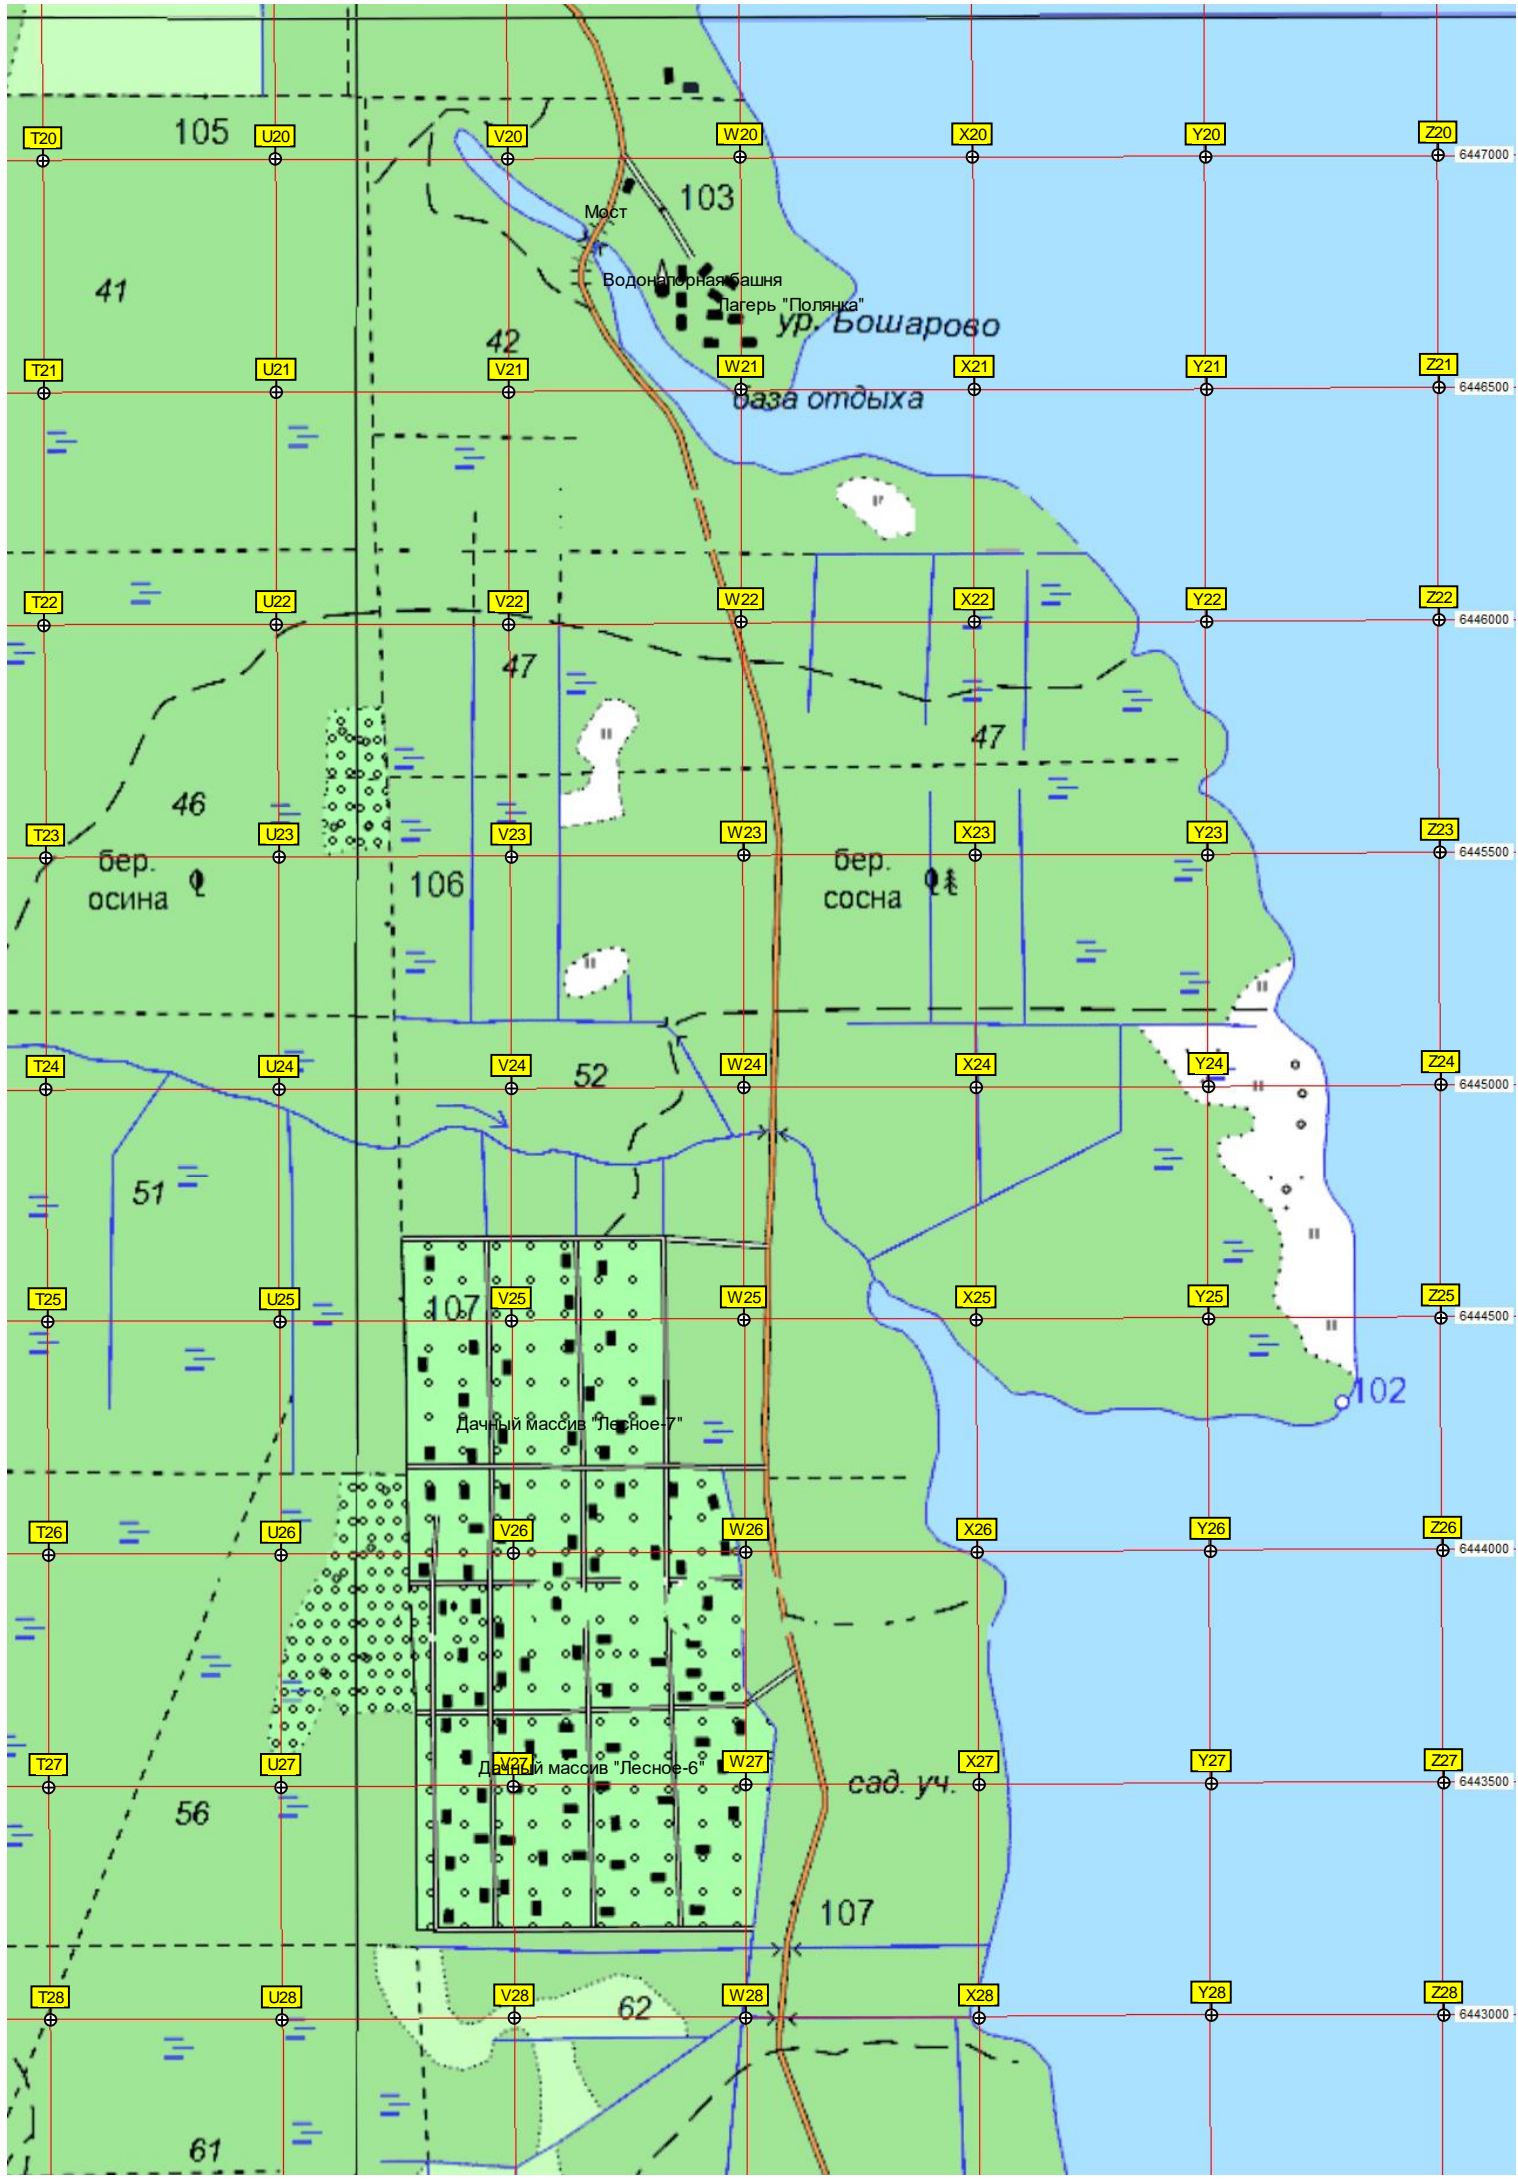 105
T20
U20
V20
W20
X20
Y20
Z20
6447000
103
Мост
41
Водонапорная башня
Лагерь "Полянка"
ур. Бошарово
42
T21
U21
V21
W21
X21
Y21
Z21
6446500
база отдыха
T22
U22
V22
W22
X22
Y22
Z22
6446000
47
47
46
T23
U23
V23
W23
X23
Y23
Z23
6445500
бер.
осина
106
бер.
сосна
T24
U24
V24
52
W24
X24
Y24
Z24
6445000
51
T25
U25
107
V25
W25
X25
Y25
Z25
6444500
102
Дачный массив "Лесное-7"
T26
U26
V26
W26
X26
Y26
Z26
6444000
T27
U27
V27
W27
X27
Y27
Z27
6443500
Дачный массив "Лесное-6"
сад. уч.
56
107
T28
U28
V28
62
W28
X28
Y28
Z28
6443000
61